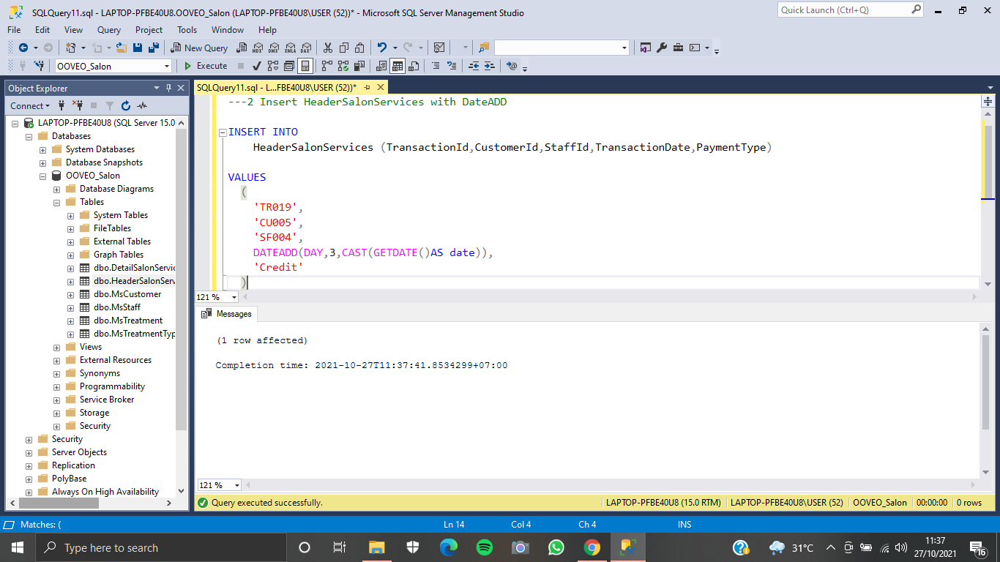 SQLQuery11.sql - LAPTOP-PFBE40U8.OOVEO_Salon (LAPTOP-PFBE40U8\USER (52))* - Microsoft SQL Server Management Studio
Quick Launch (Ctrl+Q)
File Edit View Query Project Tools Window Help
New Query MDX DMX XMLA DAX
OOVEO_Salon Execute
Object Explorer
Connect
LAPTOP-PFBE40U8 (SQL Server 15.0
Databases
System Databases
Database Snapshots
OOVEO_Salon
Database Diagrams
Tables
System Tables
FileTables
External Tables
Graph Tables
dbo.DetailSalonServic
dbo.HeaderSalonServ
dbo.MsCustomer
dbo.MsStaff
dbo.MsTreatment
dbo.MsTreatmentTyp
Views
External Resources
Synonyms
Programmability
Service Broker
Storage
Security
Security
Server Objects
Replication
PolyBase
Always On High Availability
SQLQuery11.sql - L...FBE40U8\USER (52))*
---2 Insert HeaderSalonServices with DateADD
INSERT INTO
HeaderSalonServices (TransactionId,CustomerId,StaffId,TransactionDate,PaymentType)
VALUES
(
'TR019',
'CU005',
'SF004',
DATEADD(DAY,3,CAST(GETDATE()AS date)),
'Credit'
)
121 %
Messages
(1 row affected)
Completion time: 2021-10-27T11:37:41.8534299+07:00
121 %
Query executed successfully. LAPTOP-PFBE40U8 (15.0 RTM) LAPTOP-PFBE40U8\USER (52) OOVEO_Salon 00:00:00 0 rows
Matches: ( Ln 14 Col 4 Ch 4 INS
Type here to search
31°C
11:37
27/10/2021
16